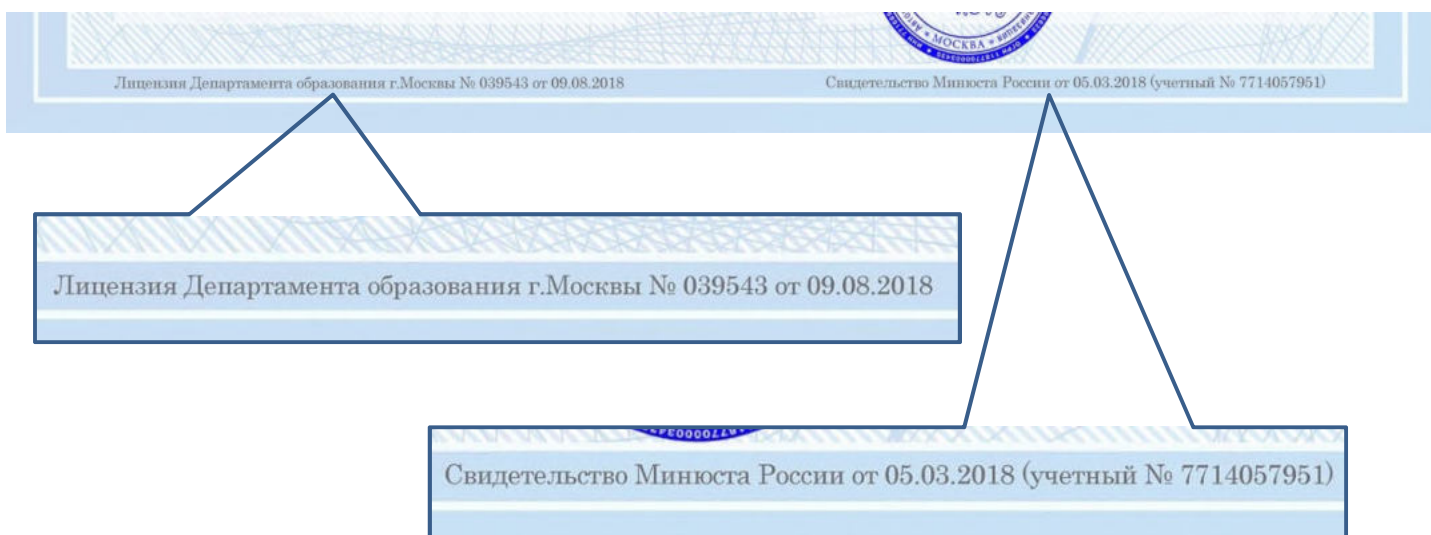 МОСКВА
Лицензия Департамента образования г.Москвы № 039543 от 09.08.2018
Свидетельство Минюста России от 05.03.2018 (учетный № 7714057951)
Лицензия Департамента образования г.Москвы № 039543 от 09.08.2018
Свидетельство Минюста России от 05.03.2018 (учетный № 7714057951)